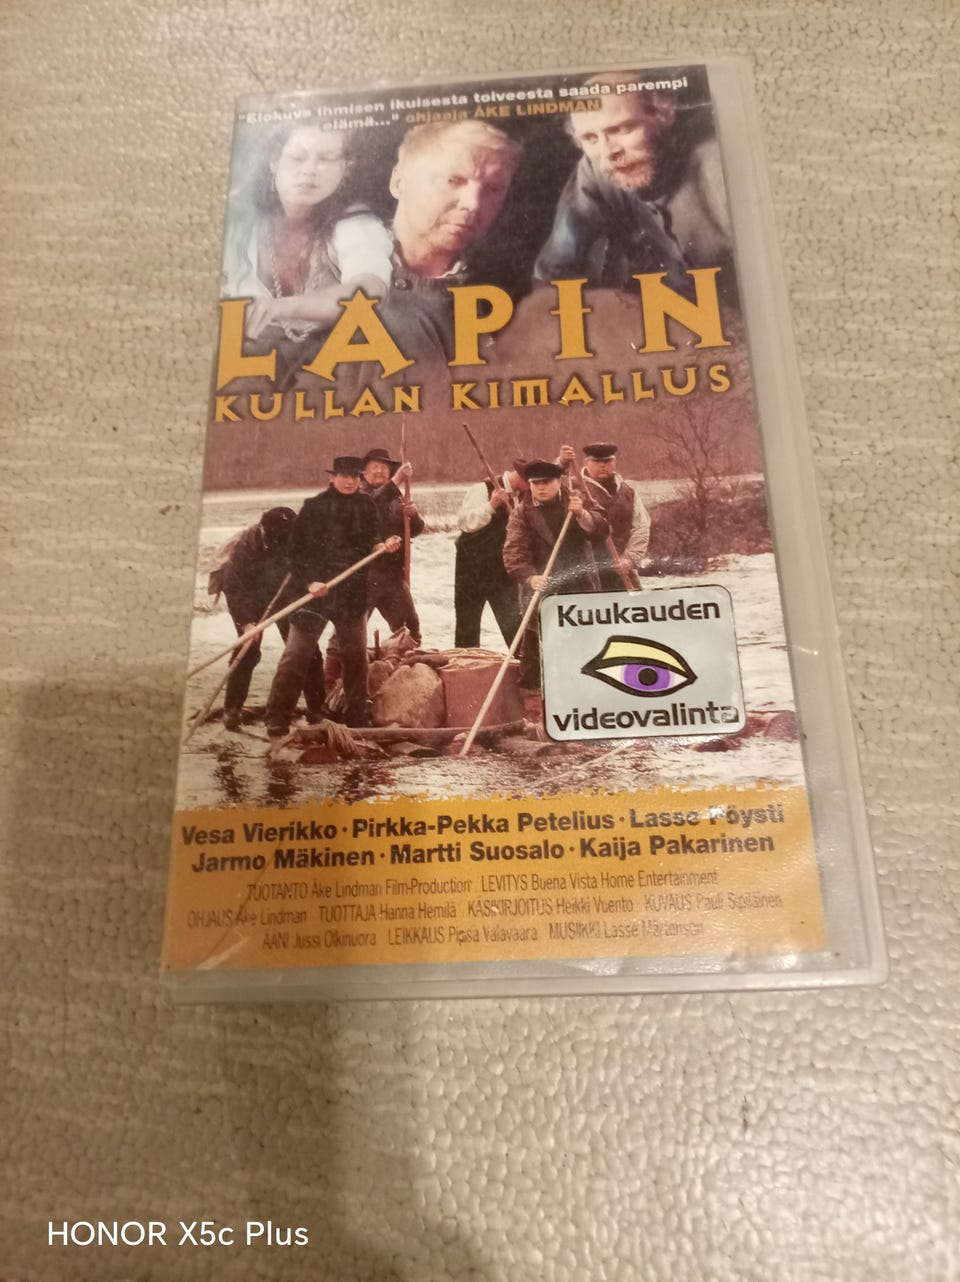 "Elokuva ihmisen ikuisesta toiveesta saada parempi
elämä..." ohjaaja ÅKE LINDMAN
LAPIN
KULLAN KIMALLUS
Kuukauden
videovalinta
Vesa Vierikko · Pirkka-Pekka Petelius · Lasse Pöysti
Jarmo Mäkinen · Martti Suosalo · Kaija Pakarinen
TUOTANTO Åke Lindman Film-Production LEVITYS Buena Vista Home Entertainment
OHJAUS Åke Lindman TUOTTAJA Hanna Hemilä KÄSIKIRJOITUS Heikki Vuento KUVAUS Pauli Sipiläinen
ÄÄNI Jussi Olkinuora LEIKKAUS Pipsa Valavaara MUSIIKKI Lasse Mårtenson
HONOR X5c Plus